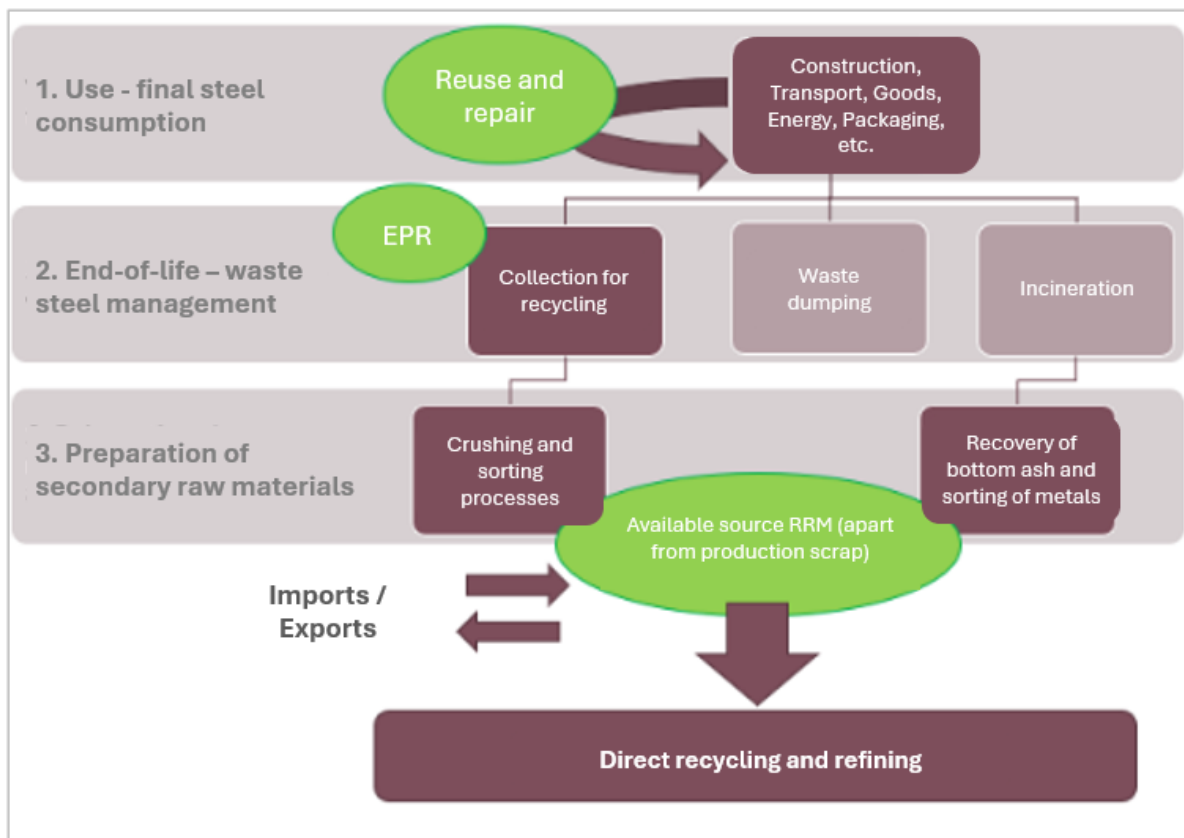 1. Use - final steel
consumption
Reuse and
repair
Construction,
Transport, Goods,
Energy, Packaging,
etc.
2. End-of-life – waste
steel management
EPR
Collection for
recycling
Waste
dumping
Incineration
3. Preparation of
secondary raw materials
Crushing and
sorting
processes
Recovery of
bottom ash and
sorting of metals
Available source RRM (apart
from production scrap)
Imports /
Exports
Direct recycling and refining